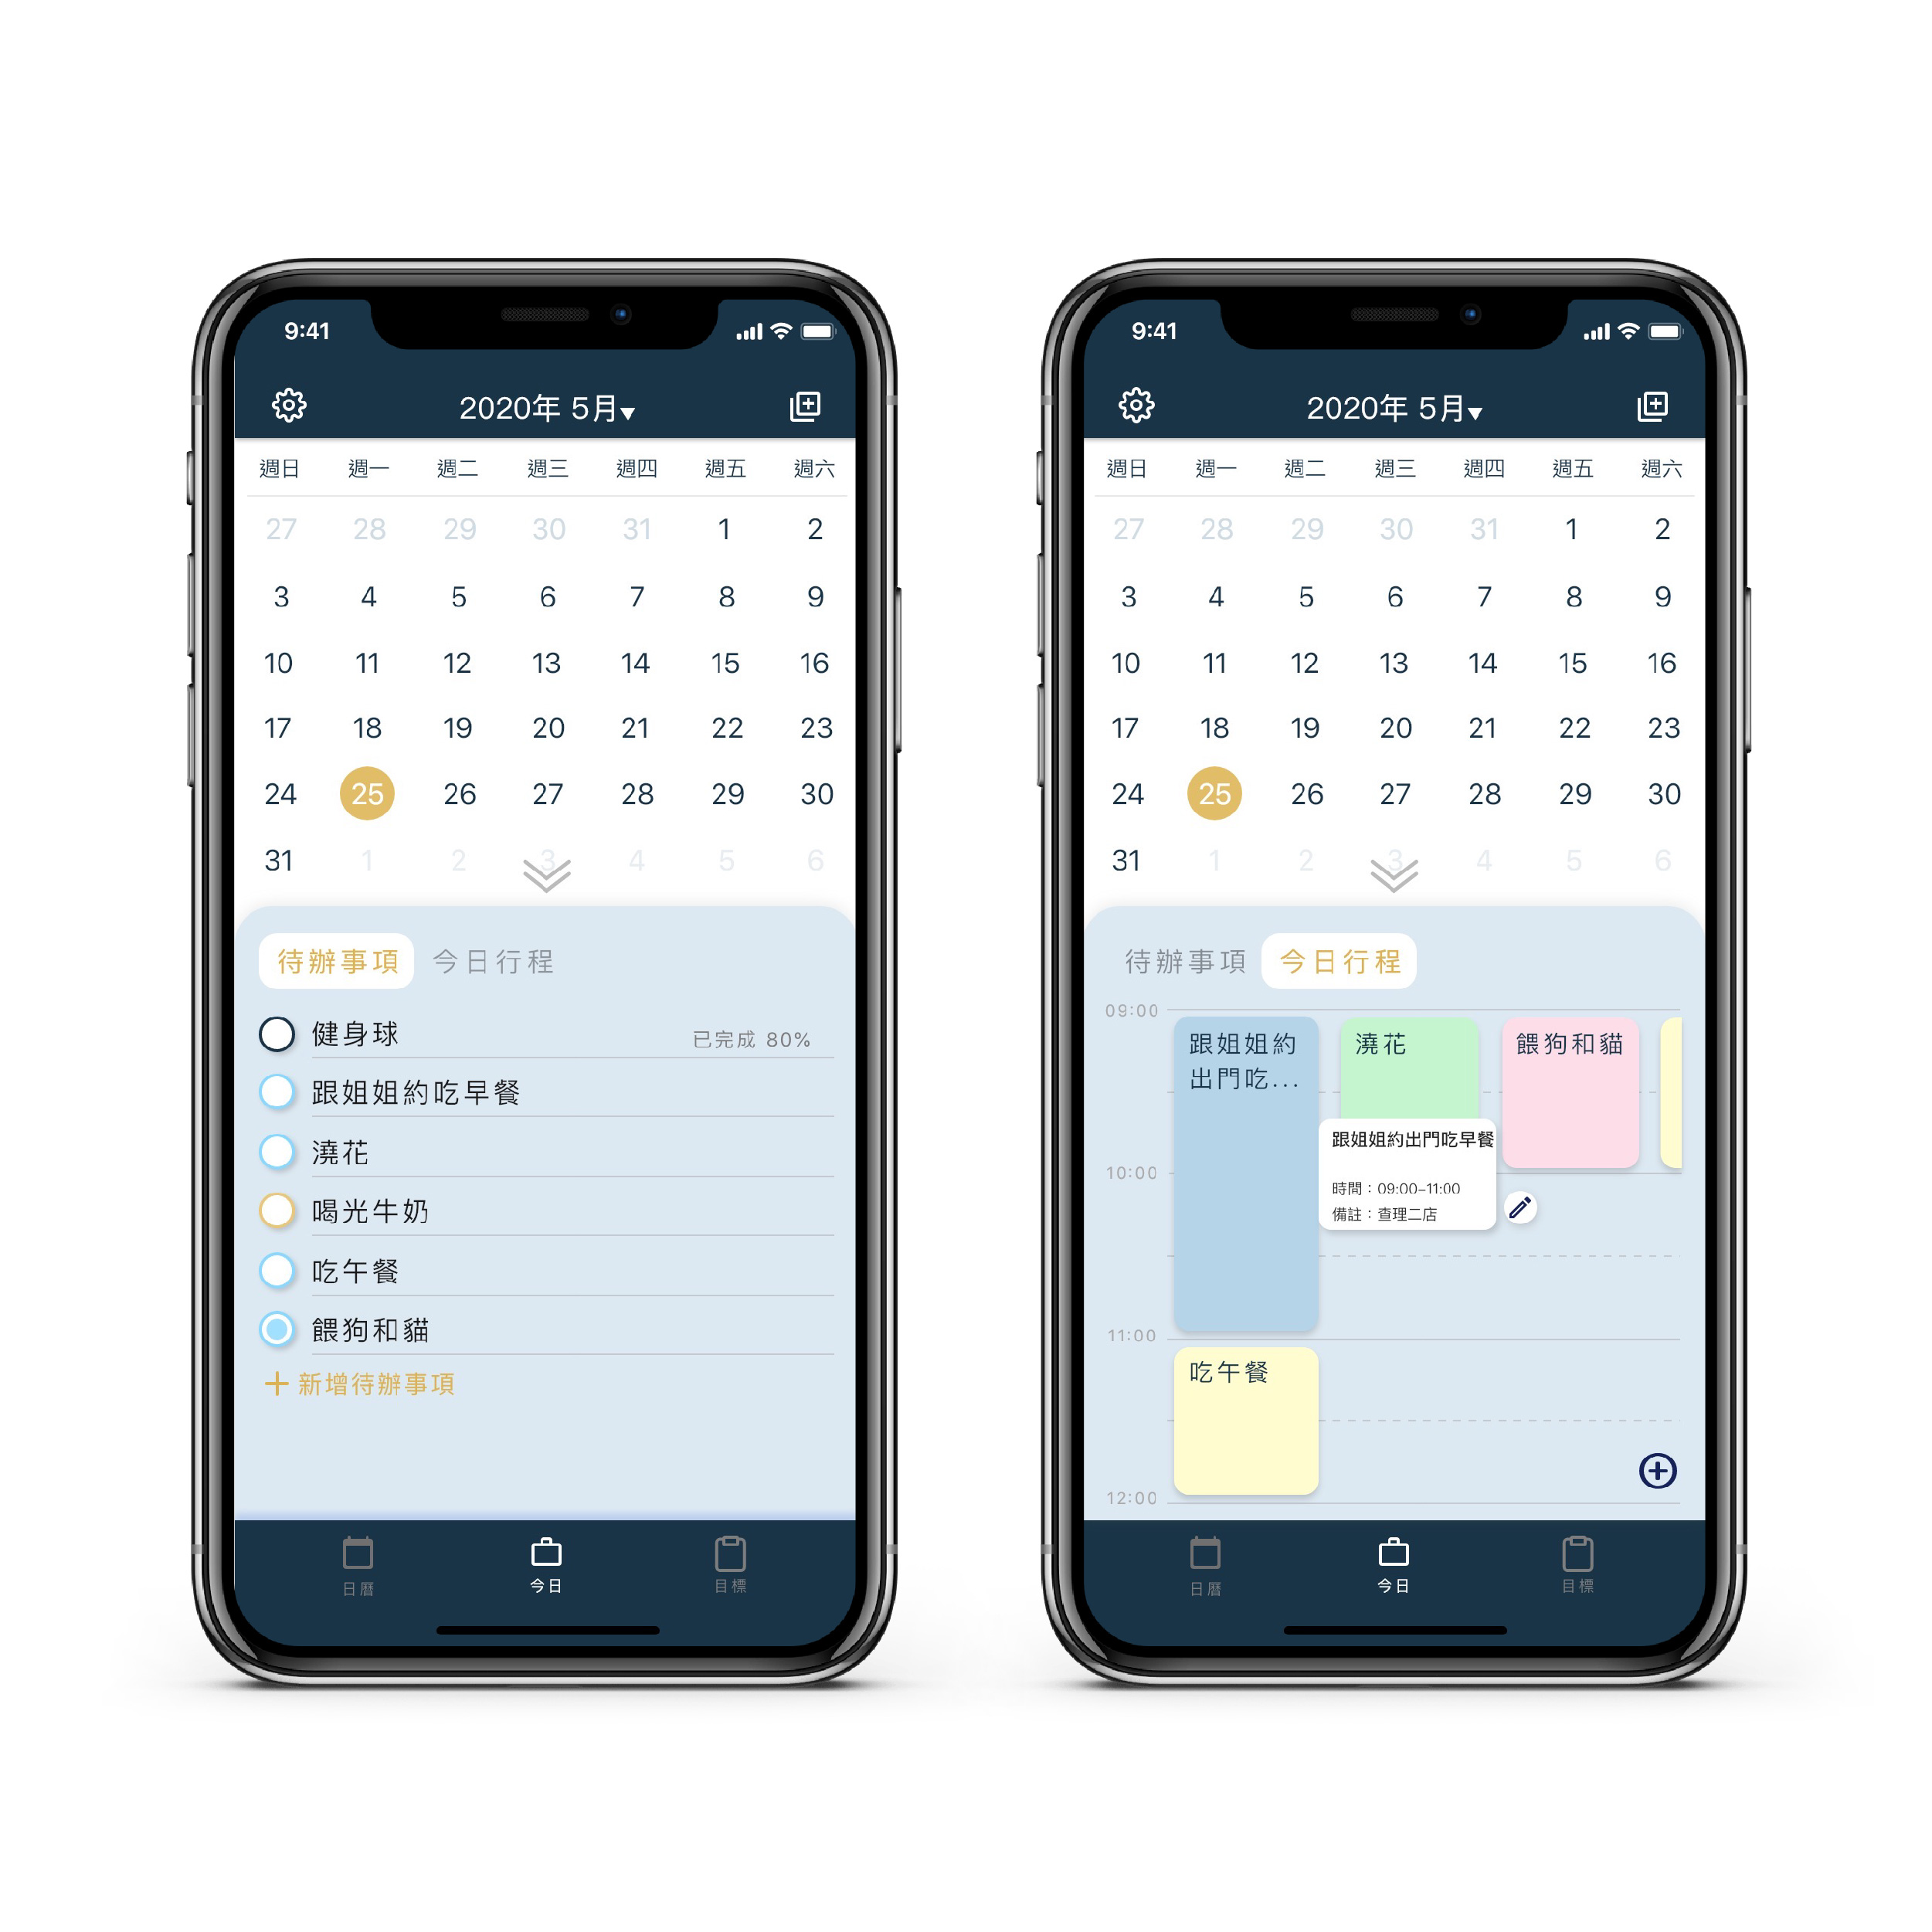 9:41
2020年 5月▾
週日 週一 週二 週三 週四 週五 週六
27 28 29 30 31 1 2
3 4 5 6 7 8 9
10 11 12 13 14 15 16
17 18 19 20 21 22 23
24 25 26 27 28 29 30
31 1 2 3 4 5 6
待辦事項 今日行程
健身球 已完成 80%
跟姐姐約吃早餐
澆花
喝光牛奶
吃午餐
餵狗和貓
+ 新增待辦事項
日曆 今日 目標
9:41
2020年 5月▾
週日 週一 週二 週三 週四 週五 週六
27 28 29 30 31 1 2
3 4 5 6 7 8 9
10 11 12 13 14 15 16
17 18 19 20 21 22 23
24 25 26 27 28 29 30
31 1 2 3 4 5 6
待辦事項 今日行程
09:00
跟姐姐約 澆花 餵狗和貓
出門吃...
跟姐姐約出門吃早餐
10:00
時間：09:00-11:00
備註：查理二店
11:00
吃午餐
12:00
日曆 今日 目標